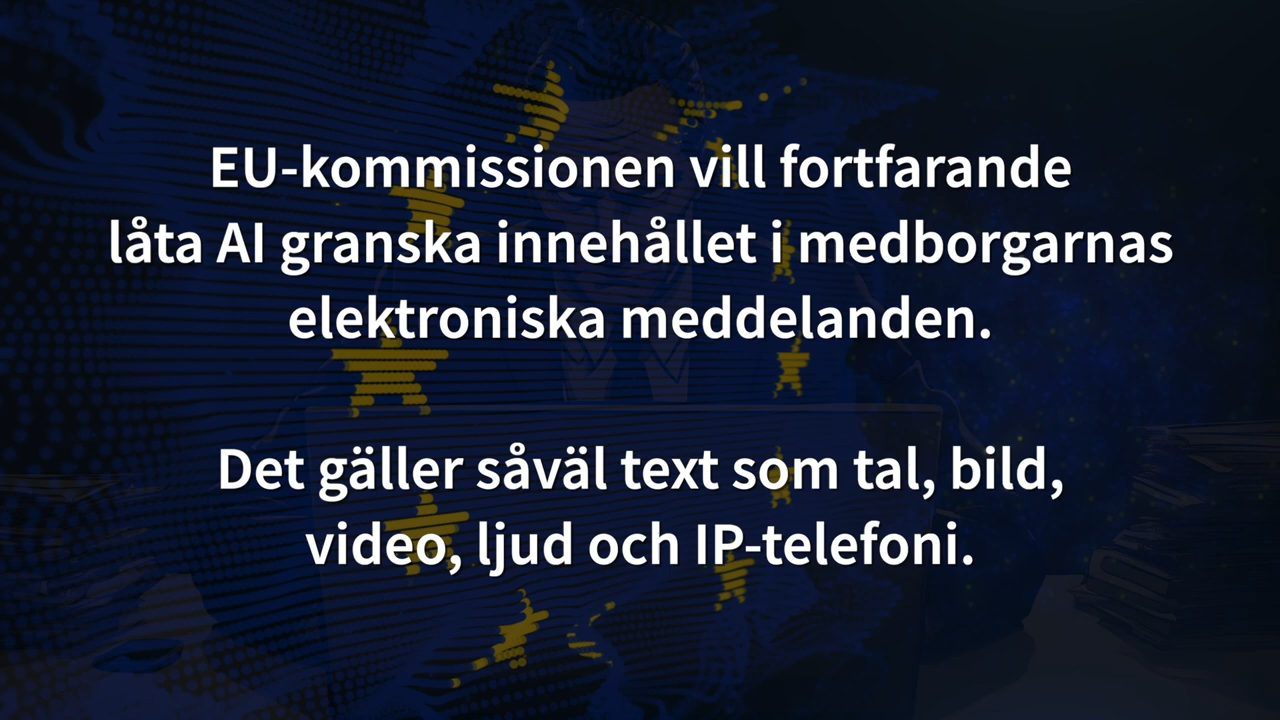 EU-kommissionen vill fortfarande
låta AI granska innehållet i medborgarnas
elektroniska meddelanden.
Det gäller såväl text som tal, bild,
video, ljud och IP-telefoni.